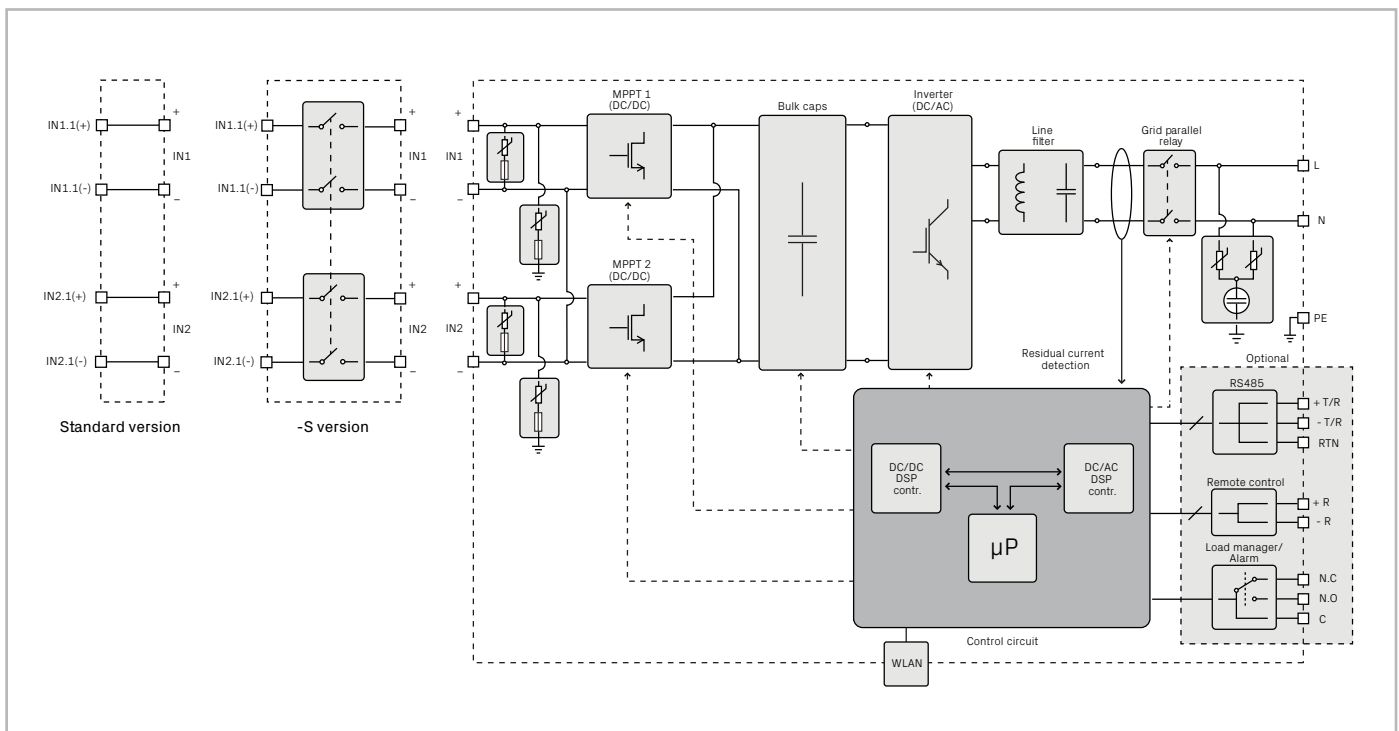 IN1.1(+)
+
IN1
IN1.1(-)
–
IN2.1(+)
+
IN2
IN2.1(-)
–
Standard version
IN1.1(+)
+
IN1
IN1.1(-)
–
IN2.1(+)
+
IN2
IN2.1(-)
–
-S version
+
IN1
–
+
IN2
–
MPPT 1
(DC/DC)
MPPT 2
(DC/DC)
Bulk caps
Inverter
(DC/AC)
Line
filter
Grid parallel
relay
L
N
PE
Residual current
detection
Optional
RS485
+ T/R
- T/R
RTN
Remote control
+ R
- R
Load manager/
Alarm
N.C
N.O
C
DC/DC
DSP
contr.
DC/AC
DSP
contr.
µP
Control circuit
WLAN